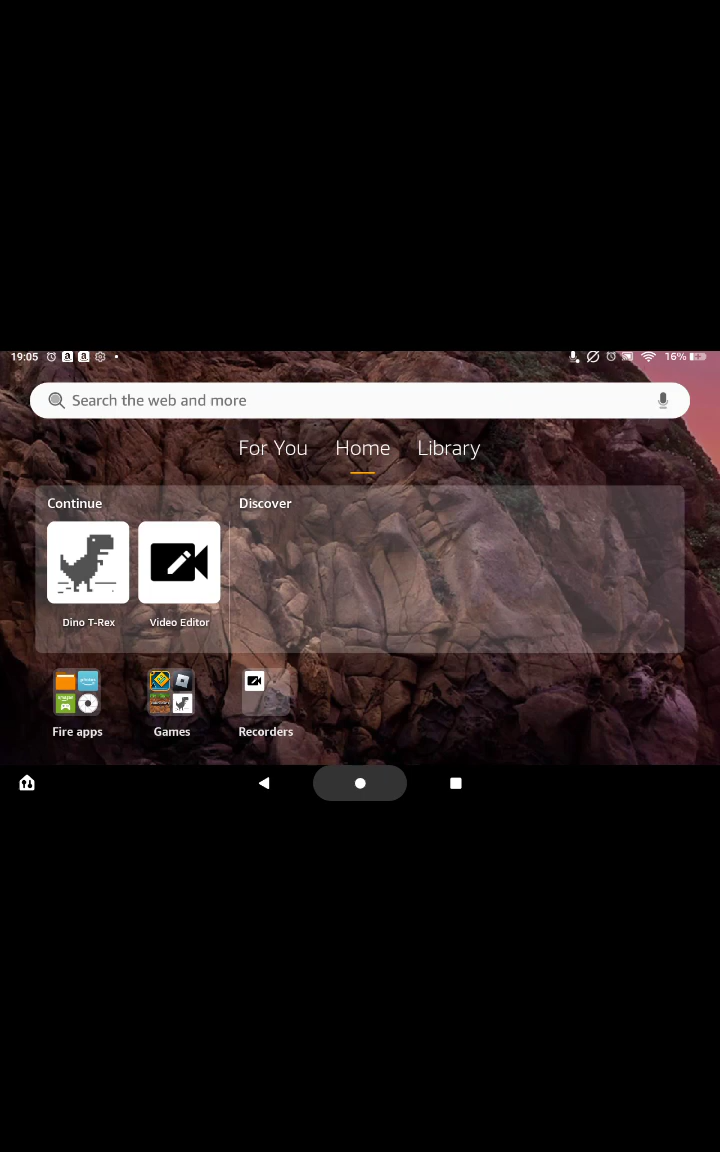 19:05
16%
Search the web and more
For You Home Library
Continue Discover
Dino T-Rex Video Editor
Fire apps Games Recorders